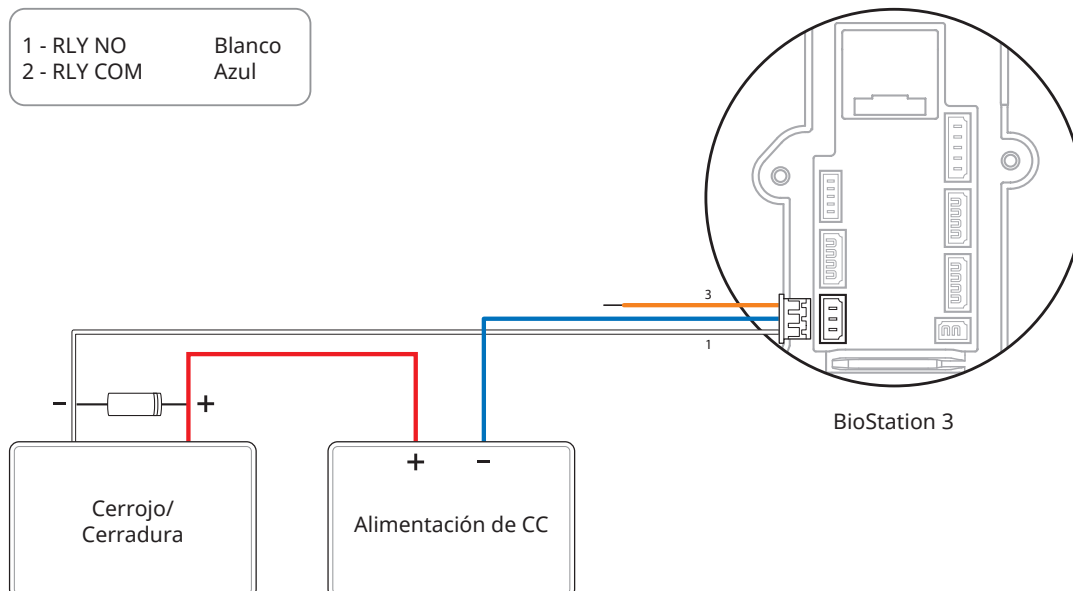 1 - RLY NO Blanco
2 - RLY COM Azul
3
1
BioStation 3
- +
+ -
Cerrojo/
Cerradura
Alimentación de CC